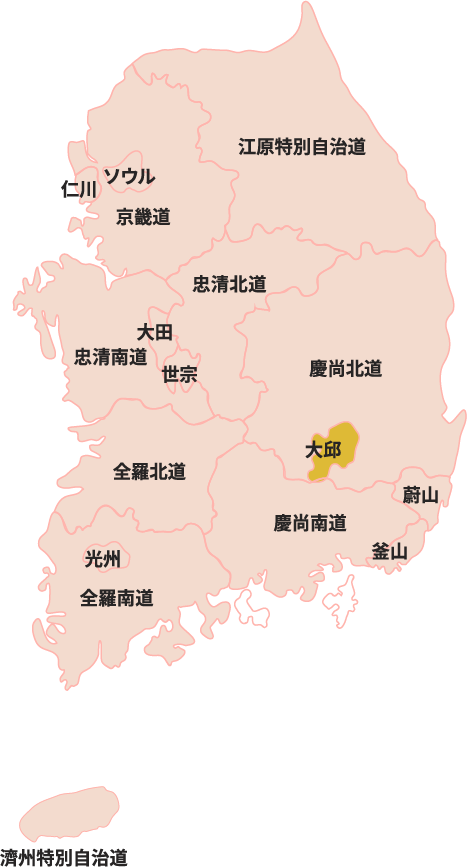 江原特別自治道
ソウル
仁川
京畿道
忠清北道
大田
忠清南道
世宗
慶尚北道
大邱
全羅北道
蔚山
慶尚南道
釜山
光州
全羅南道
濟州特別自治道